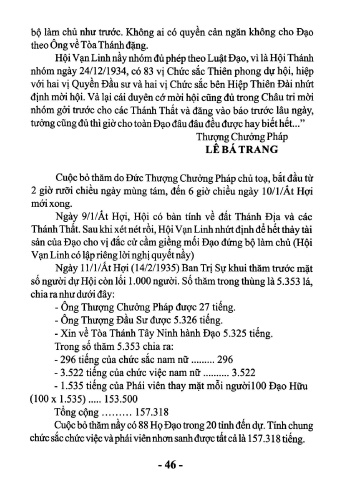 bộ làm chủ như trước. Không ai có quyền cản ngăn không cho Đạo
theo Ông về Tòa Thánh đặng.
Hội Vạn Linh nầy nhóm đủ phép theo Luật Đạo, vì là Hội Thánh
nhóm ngày 24/12/1934, có 83 vị Chức sắc Thiên phong dự hội, hiệp
với hai vị Quyền Đầu sư và hai vị Chức sắc bên Hiệp Thiên Đài nhứt
định mời hội. Vả lại cái duyên cớ mời hội cũng đủ trong Châu tri mời
nhóm gởi trước cho các Thánh Thất và đăng vào báo trước lâu ngày,
tưởng cũng đủ thì giờ cho toàn Đạo đâu đâu đều được hay biết hết..."
Thượng Chưởng Pháp
LÊ BÁ TRANG
Cuộc bỏ thăm do Đức Thượng Chưởng Pháp chủ toạ, bắt đầu từ
2 giờ rưỡi chiều ngày mùng tám, đến 6 giờ chiều ngày 10/1/Ất Hợi
mới xong.
Ngày 9/1/Ất Hợi, Hội có bàn tính về đất Thánh Địa và các
Thánh Thất. Sau khi xét nét rồi, Hội Vạn Linh nhứt định để hết thảy tài
sản của Đạo cho vị đắc cử cầm giềng mối Đạo đứng bộ làm chủ (Hội
Vạn Linh có lập riêng lời nghị quyết nầy)
Ngày 11/1/Ất Hợi (14/2/1935) Ban Trị Sự khui thăm trước mặt
số người dự Hội còn lối 1.000 người. Số thăm trong thùng là 5.353 lá,
chia ra như dưới đây:
- Ông Thượng Chưởng Pháp được 27 tiếng.
- Ông Thượng Đầu Sư được 5.326 tiếng.
- Xin về Tòa Thánh Tây Ninh hành Đạo 5.325 tiếng.
Trong số thăm 5.353 chia ra:
- 296 tiếng của chức sắc nam nữ ......... 296
- 3.522 tiếng của chức việc nam nữ .......... 3.522
- 1.535 tiếng của Phái viên thay mặt mỗi người100 Đạo Hữu
(100 x 1.535) ..... 153.500
Tổng cộng ......... 157.318
Cuộc bỏ thăm nầy có 88 Họ Đạo trong 20 tỉnh đến dự. Tính chung
chức sắc chức việc và phái viên nhơn sanh được tất cả là 157.318 tiếng.
- 46 -